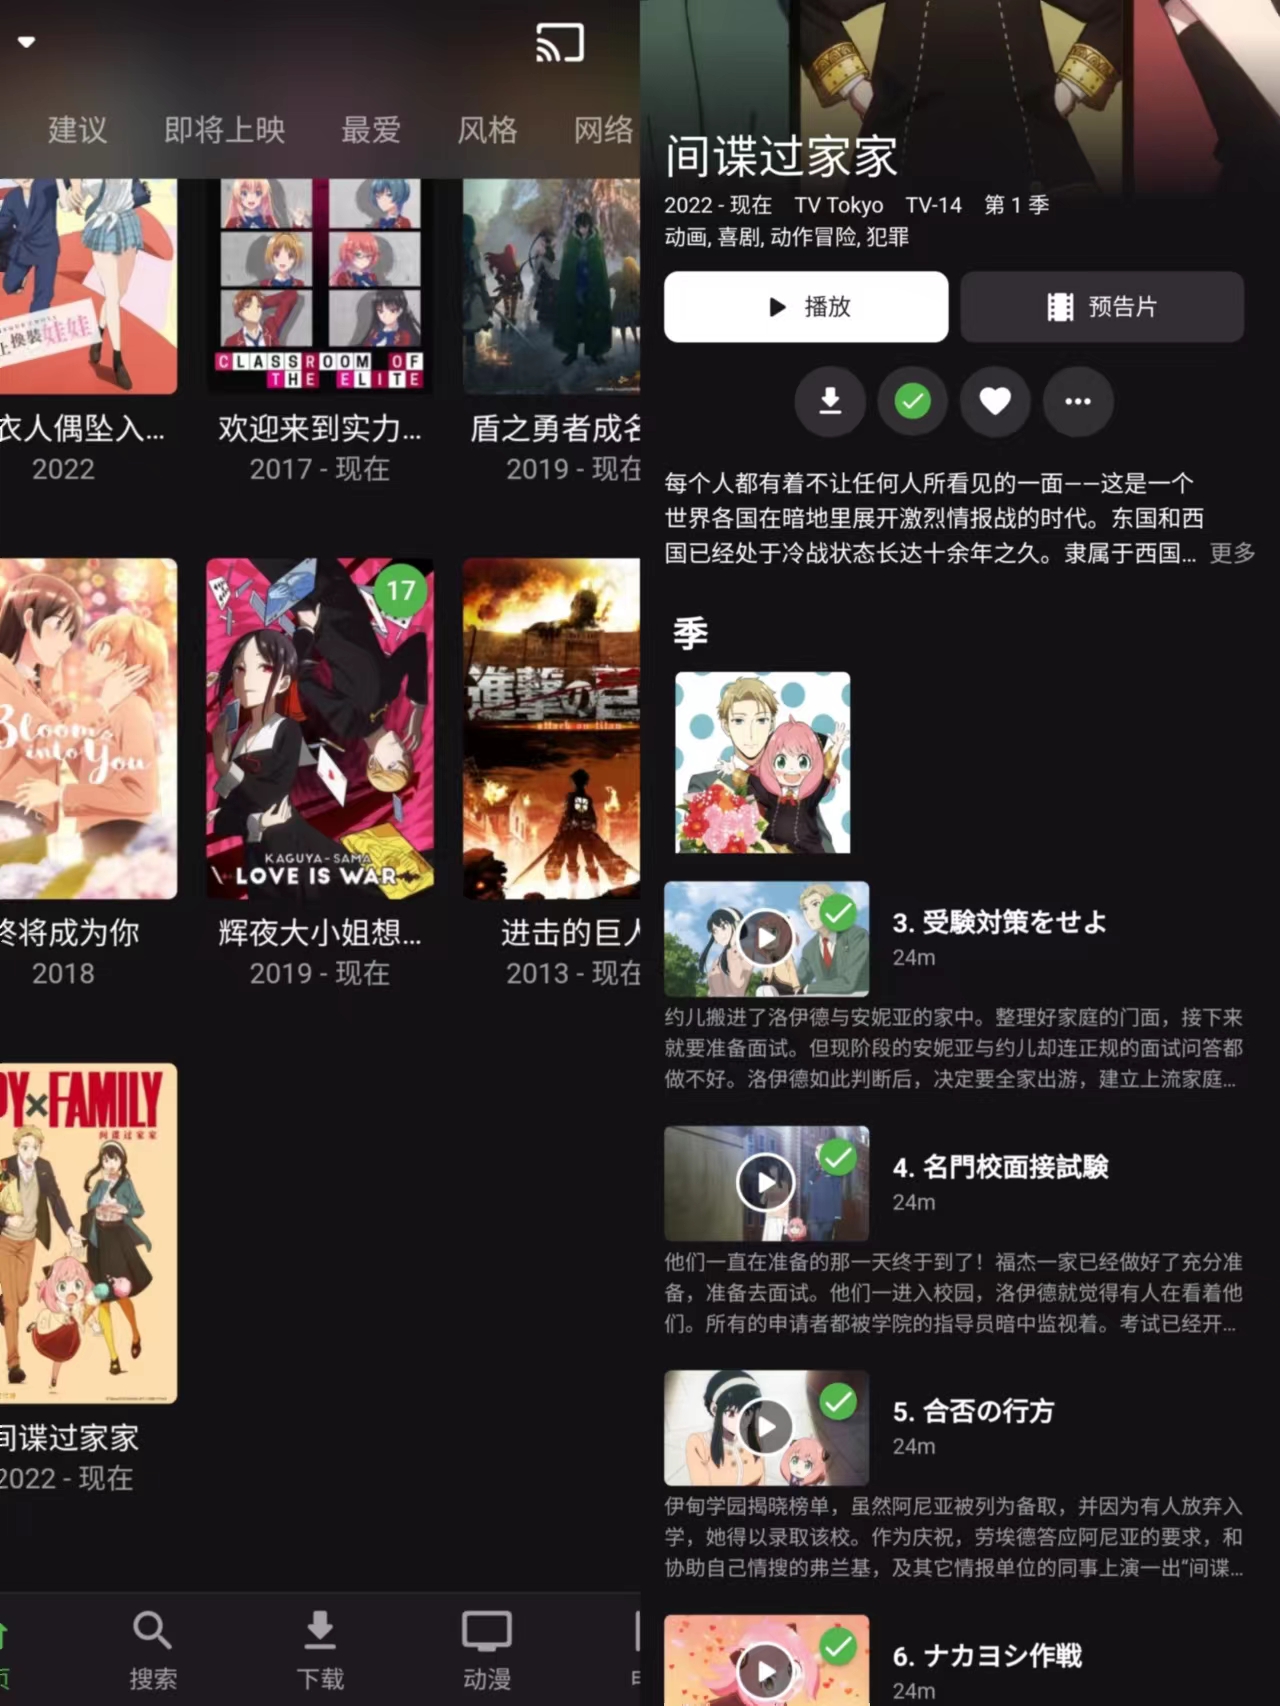 建议 即将上映 最爱 风格 网络
上换装娃娃
CLASSROOM OF
THE ELITE
衣人偶坠入...
2022
欢迎来到实力...
2017 - 现在
盾之勇者成名
2019 - 现在
Bloom
into You
17
KAGUYA-SAMA
LOVE IS WAR
進撃の巨
attack on titan
终将成为你
2018
辉夜大小姐想...
2019 - 现在
进击的巨人
2013 - 现在
PY×FAMILY
间谍过家家
间谍过家家
2022 - 现在
页
搜索
下载
动漫
间谍过家家
2022 - 现在 TV Tokyo TV-14 第 1 季
动画, 喜剧, 动作冒险, 犯罪
播放
预告片
每个人都有着不让任何人所看见的一面——这是一个
世界各国在暗地里展开激烈情报战的时代。东国和西
国已经处于冷战状态长达十余年之久。隶属于西国... 更多
季
3. 受験対策をせよ
24m
约儿搬进了洛伊德与安妮亚的家中。整理好家庭的门面，接下来
就要准备面试。但现阶段的安妮亚与约儿却连正规的面试问答都
做不好。洛伊德如此判断后，决定要全家出游，建立上流家庭...
4. 名門校面接試験
24m
他们一直在准备的那一天终于到了！福杰一家已经做好了充分准
备，准备去面试。他们一进入校园，洛伊德就觉得有人在看着他
们。所有的申请者都被学院的指导员暗中监视着。考试已经开...
5. 合否の行方
24m
伊甸学园揭晓榜单，虽然阿尼亚被列为备取，并因为有人放弃入
学，她得以录取该校。作为庆祝，劳埃德答应阿尼亚的要求，和
协助自己情搜的弗兰基，及其它情报单位的同事上演一出“间谍...
6. ナカヨシ作戦
24m